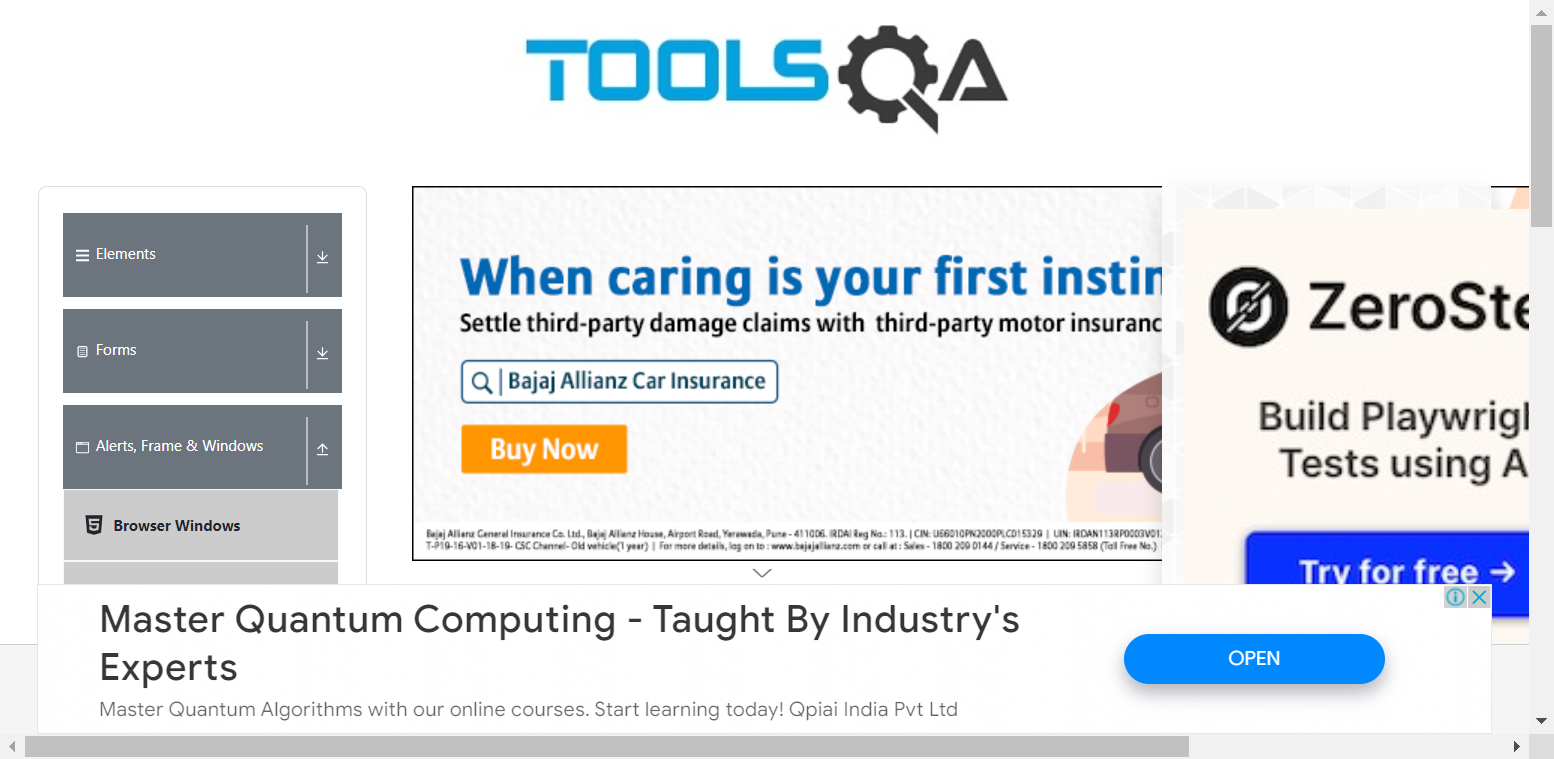 TOOLSQA
Elements
Forms
Alerts, Frame & Windows
Browser Windows
When caring is your first instin
Settle third-party damage claims with third-party motor insuranc
Bajaj Allianz Car Insurance
Buy Now
Bajaj Allianz General Insurance Co. Ltd., Bajaj Allianz House, Airport Road, Yerawada, Pune - 411006. IRDAI Reg No.: 113. | CIN: U66010PN2000PLC015329 | UIN: IRDAN113RP0003V01
T-P19-16-V01-18-19- CSC Channel- Old vehicle(1 year) | For more details, log on to : www.bajajallianz.com or call at : Sales - 1800 209 0144 / Service - 1800 209 5858 (Toll Free No.)
ZeroSte
Build Playwrigh
Tests using A
Try for free →
Master Quantum Computing - Taught By Industry's
Experts
Master Quantum Algorithms with our online courses. Start learning today! Qpiai India Pvt Ltd
OPEN